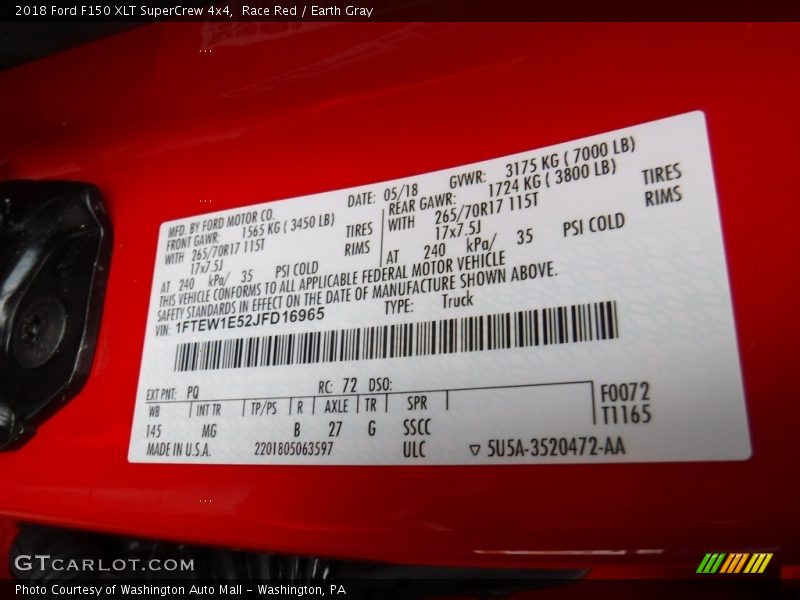 2018 Ford F150 XLT SuperCrew 4x4, Race Red / Earth Gray
MFD. BY FORD MOTOR CO.
DATE: 05/18
GVWR: 3175 KG ( 7000 LB)
FRONT GAWR: 1565 KG ( 3450 LB)
REAR GAWR: 1724 KG ( 3800 LB)
WITH 265/70R17 115T TIRES
WITH 265/70R17 115T TIRES
17x7.5J RIMS
17x7.5J RIMS
AT 240 kPa/ 35 PSI COLD
AT 240 kPa/ 35 PSI COLD
THIS VEHICLE CONFORMS TO ALL APPLICABLE FEDERAL MOTOR VEHICLE
SAFETY STANDARDS IN EFFECT ON THE DATE OF MANUFACTURE SHOWN ABOVE.
VIN: 1FTEW1E52JFD16965
TYPE: Truck
EXT PNT: PQ RC: 72 DSO:
F0072
WB INT TR TP/PS R AXLE TR SPR
T1165
145 MG B 27 G SSCC
MADE IN U.S.A. 2201805063597 ULC ▽ 5U5A-3520472-AA
GTCARLOT.COM
Photo Courtesy of Washington Auto Mall - Washington, PA